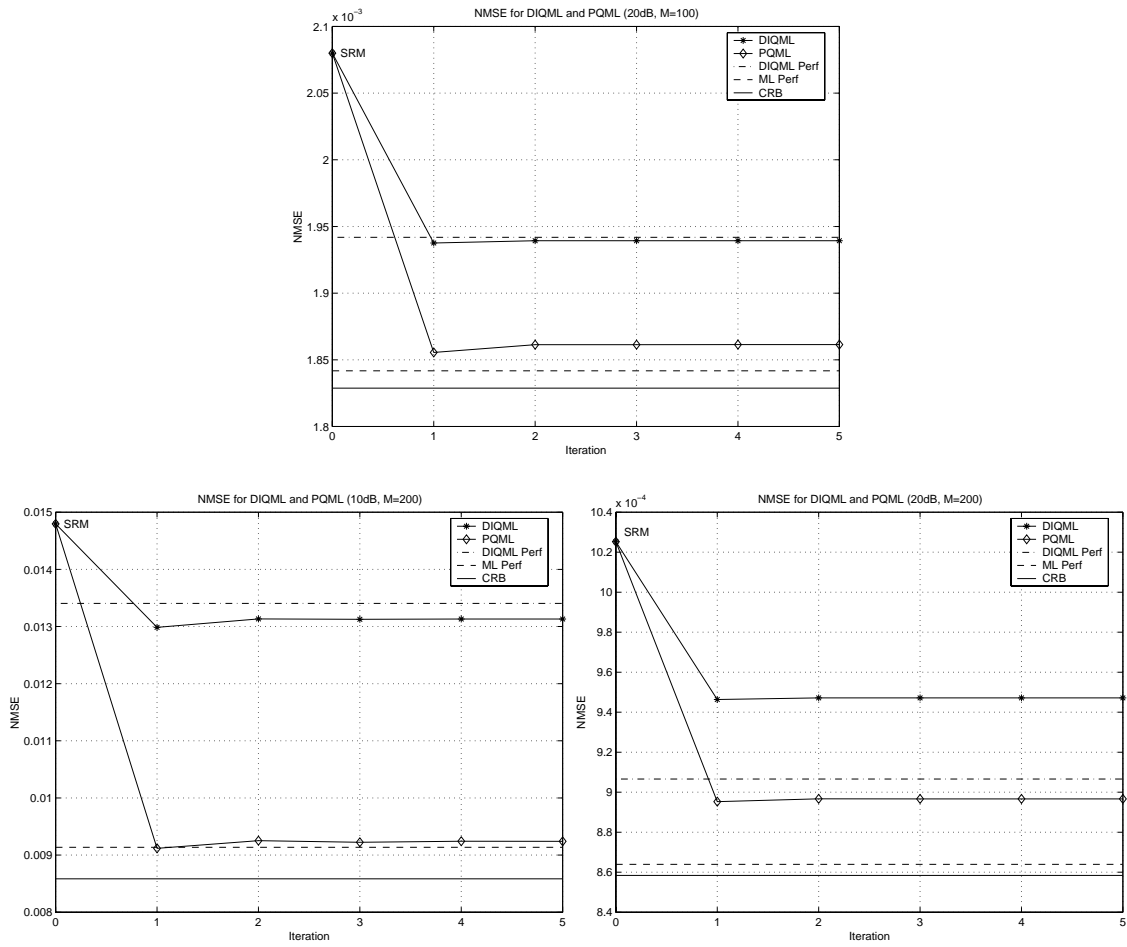 NMSE for DIQML and PQML (20dB, M=100)
x 10⁻³
2.1
2.05
2
1.95
1.9
1.85
1.8
NMSE
SRM
DIQML
PQML
DIQML Perf
ML Perf
CRB
0 1 2 3 4 5
Iteration
NMSE for DIQML and PQML (10dB, M=200)
0.015
0.014
0.013
0.012
0.011
0.01
0.009
0.008
NMSE
SRM
DIQML
PQML
DIQML Perf
ML Perf
CRB
0 1 2 3 4 5
Iteration
NMSE for DIQML and PQML (20dB, M=200)
x 10⁻⁴
10.4
10.2
10
9.8
9.6
9.4
9.2
9
8.8
8.6
8.4
NMSE
SRM
DIQML
PQML
DIQML Perf
ML Perf
CRB
0 1 2 3 4 5
Iteration